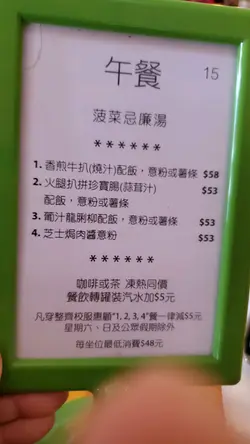 午餐 15
菠菜忌廉湯
******
1. 香煎牛扒(燒汁)配飯，意粉或薯條 $58
2. 火腿扒拼珍寶腸(蒜茸汁) $53
配飯，意粉或薯條
3. 葡汁龍脷柳配飯，意粉或薯條 $53
4. 芝士焗肉醬意粉 $53
******
咖啡或茶 凍熱同價
餐飲轉罐裝汽水加$5元
凡穿整齊校服惠顧"1, 2, 3, 4"餐一律減$5元
星期六、日及公眾假期除外
每坐位最低消費$48元